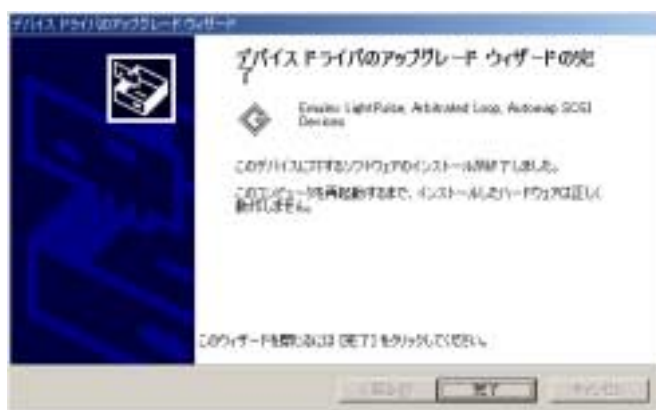 デバイス ドライバのアップグレード ウィザード
デバイス ドライバのアップグレード ウィザードの完
了
Emulex LightPulse, Arbitrated Loop, Automap SCSI
Devices
このデバイスに対するソフトウェアのインストールが終了しました。
このコンピュータを再起動するまで、インストールしたハードウェアは正しく
動作しません。
このウィザードを閉じるには [完了] をクリックしてください。
< 戻る(B)
完了
キャンセル